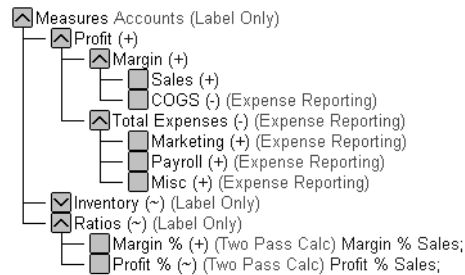 Measures Accounts (Label Only)
Profit (+)
Margin (+)
Sales (+)
COGS (-) (Expense Reporting)
Total Expenses (-) (Expense Reporting)
Marketing (+) (Expense Reporting)
Payroll (+) (Expense Reporting)
Misc (+) (Expense Reporting)
Inventory (~) (Label Only)
Ratios (~) (Label Only)
Margin % (+) (Two Pass Calc) Margin % Sales;
Profit % (~) (Two Pass Calc) Profit % Sales;